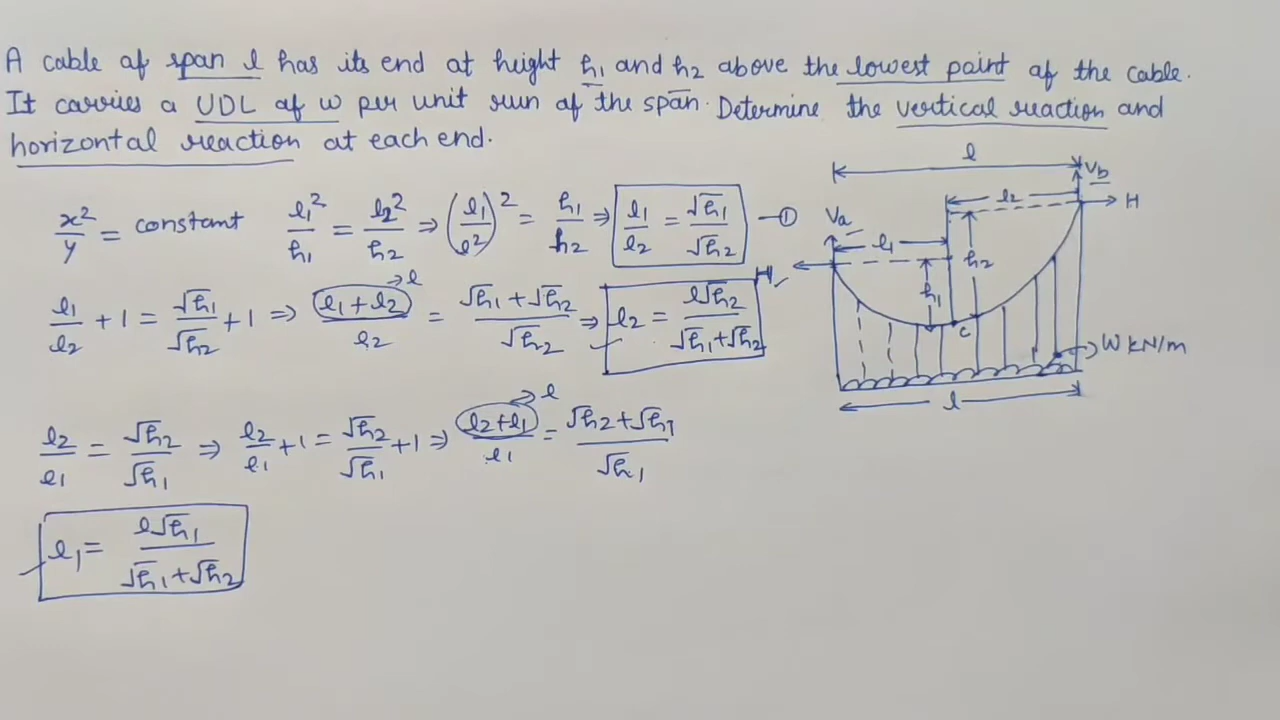 A cable of span l has its end at height h₁ and h₂ above the lowest point of the cable.
It carries a UDL of w per unit run of the span. Determine the vertical reaction and
horizontal reaction at each end.
x²/y = constant l₁²/h₁ = l₂²/h₂ ⇒ (l₁/l²)² = h₁/h₂ ⇒ l₁/l₂ = √h₁/√h₂ —①
l₁/l₂ + 1 = √h₁/√h₂ + 1 ⇒ (l₁ + l₂)/l₂ → l = (√h₁ + √h₂)/√h₂ ⇒ l₂ = l√h₂/(√h₁+√h₂)
l₂/l₁ = √h₂/√h₁ ⇒ l₂/l₁ + 1 = √h₂/√h₁ + 1 ⇒ (l₂+l₁)/l₁ → l = (√h₂ + √h₁)/√h₁
l₁ = l√h₁/(√h₁+√h₂)
l
Vb
l₂
H
Va
l₁
h₂
H
h₁
c
W kN/m
l